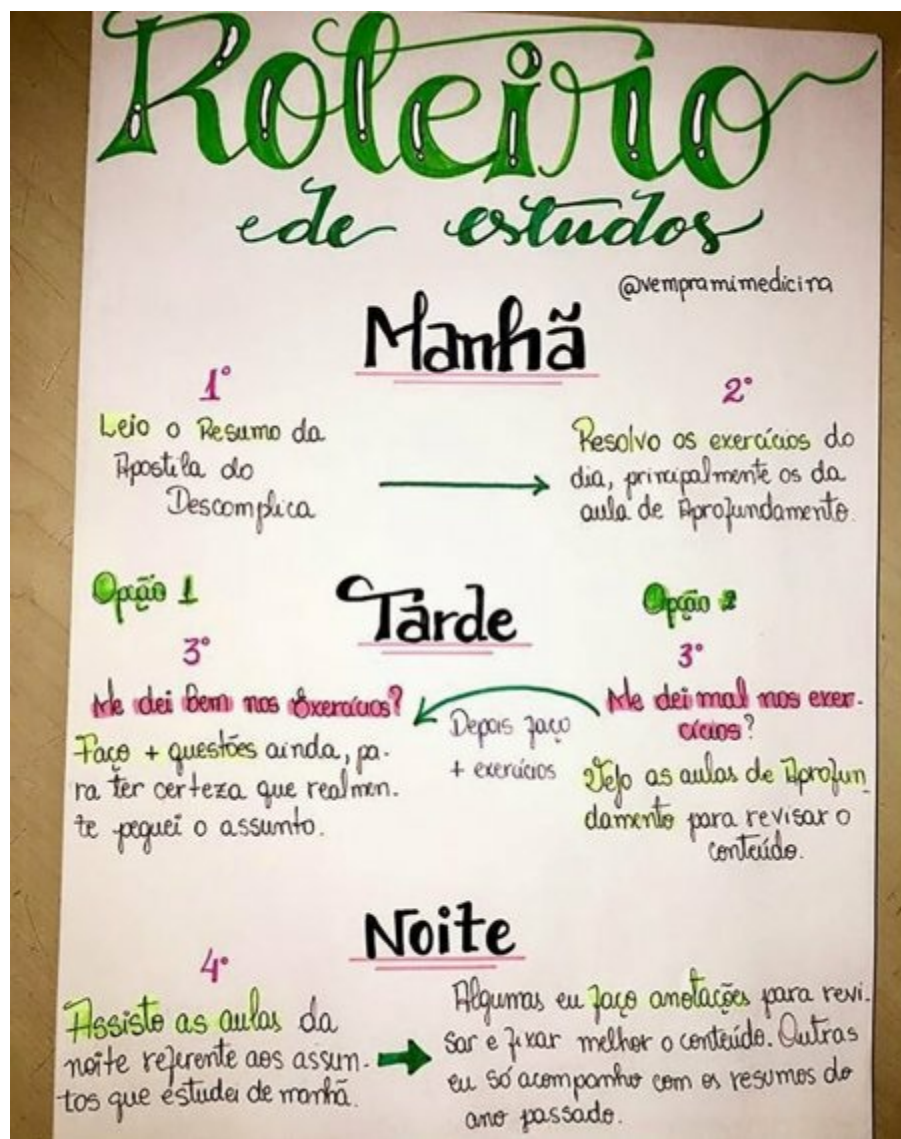 Roteiro
de estudos
@vempramimedicina
Manhã
1°
Leio o Resumo da
Apostila do
Descomplica
2°
Resolvo os exercícios do
dia, principalmente os da
aula de Aprofundamento.
Tarde
Opção 1
3°
Me dei Bem nos Exercícios?
Faço + questões ainda, pa-
ra ter certeza que realmen-
te peguei o assunto.
Depois faço
+ exercícios
Opção 2
3°
Me dei mal nos exer-
cícios?
Vejo as aulas de Aprofun
damento para revisar o
conteúdo.
Noite
4°
Assisto as aulas da
noite referente aos assun-
tos que estudei de manhã.
Algumas eu faço anotações para revi-
sar e fixar melhor o conteúdo. Outras
eu só acompanho com os resumos do
ano passado.